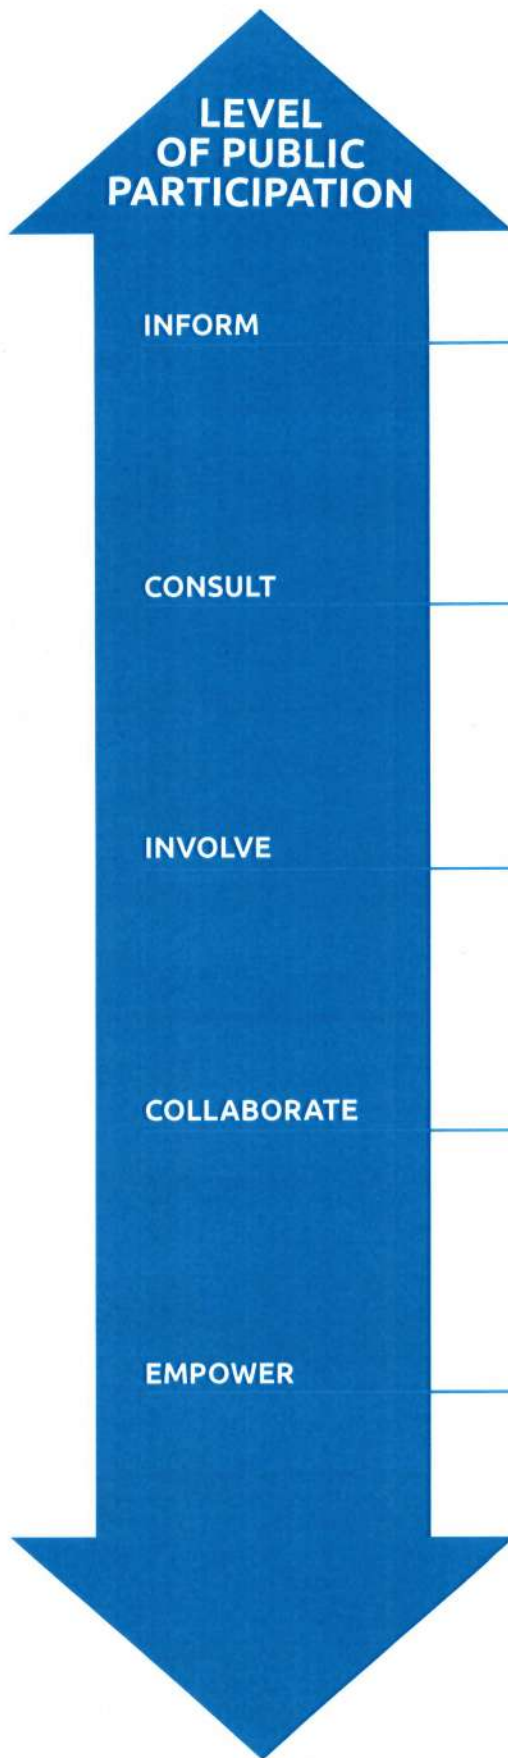 LEVEL
OF PUBLIC
PARTICIPATION
INFORM
CONSULT
INVOLVE
COLLABORATE
EMPOWER